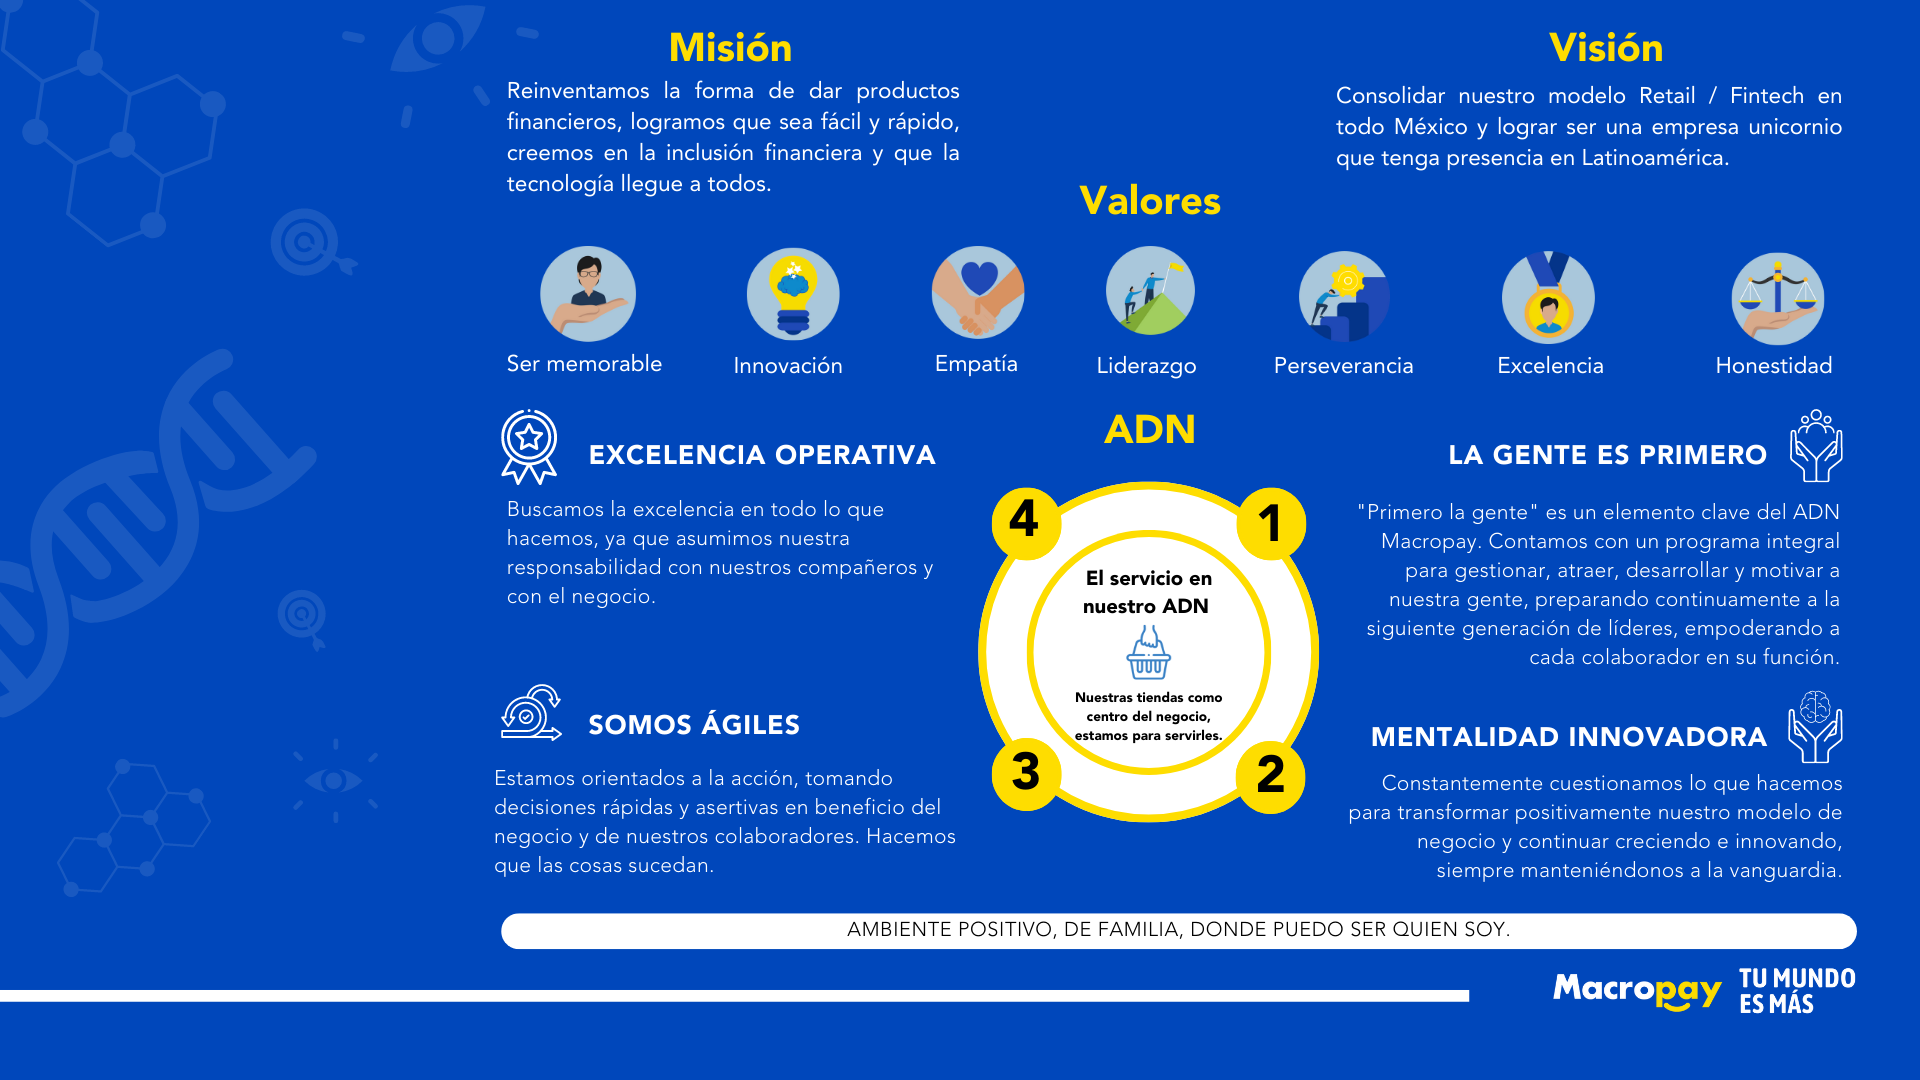 Misión
Reinventamos la forma de dar productos
financieros, logramos que sea fácil y rápido,
creemos en la inclusión financiera y que la
tecnología llegue a todos.
Visión
Consolidar nuestro modelo Retail / Fintech en
todo México y lograr ser una empresa unicornio
que tenga presencia en Latinoamérica.
Valores
Ser memorable
Innovación
Empatía
Liderazgo
Perseverancia
Excelencia
Honestidad
ADN
EXCELENCIA OPERATIVA
Buscamos la excelencia en todo lo que
hacemos, ya que asumimos nuestra
responsabilidad con nuestros compañeros y
con el negocio.
SOMOS ÁGILES
Estamos orientados a la acción, tomando
decisiones rápidas y asertivas en beneficio del
negocio y de nuestros colaboradores. Hacemos
que las cosas sucedan.
4
1
El servicio en
nuestro ADN
Nuestras tiendas como
centro del negocio,
estamos para servirles.
3
2
LA GENTE ES PRIMERO
"Primero la gente" es un elemento clave del ADN
Macropay. Contamos con un programa integral
para gestionar, atraer, desarrollar y motivar a
nuestra gente, preparando continuamente a la
siguiente generación de líderes, empoderando a
cada colaborador en su función.
MENTALIDAD INNOVADORA
Constantemente cuestionamos lo que hacemos
para transformar positivamente nuestro modelo de
negocio y continuar creciendo e innovando,
siempre manteniéndonos a la vanguardia.
AMBIENTE POSITIVO, DE FAMILIA, DONDE PUEDO SER QUIEN SOY.
Macropay
TU MUNDO
ES MÁS